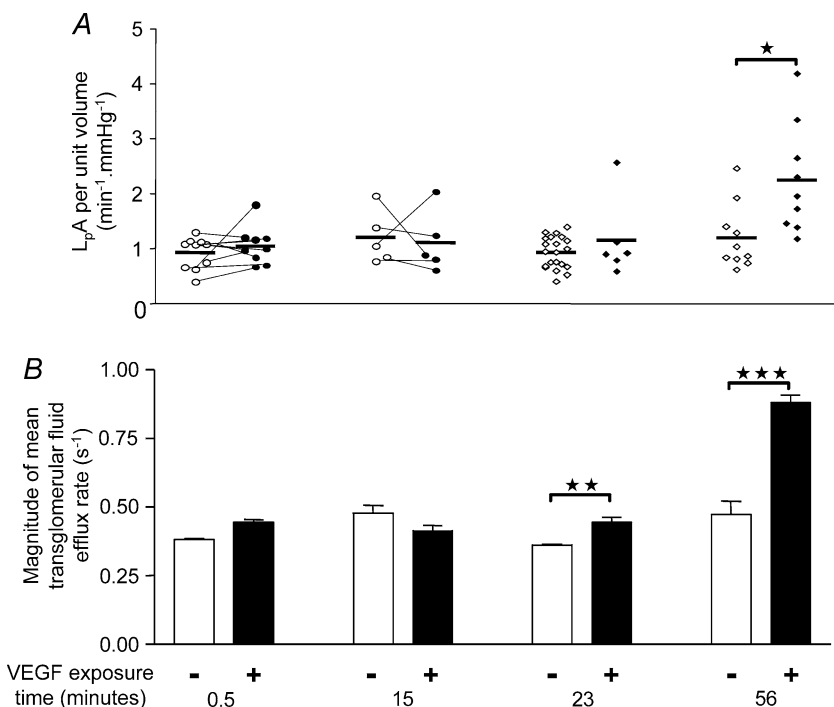 A
LpA per unit volume
(min-1.mmHg-1)
5
4
3
2
1
0
★
B
Magnitude of mean
transglomerular fluid
efflux rate (s-1)
1.00
0.75
0.50
0.25
0.00
★★
★★★
VEGF exposure - + - + - + - +
time (minutes) 0.5 15 23 56